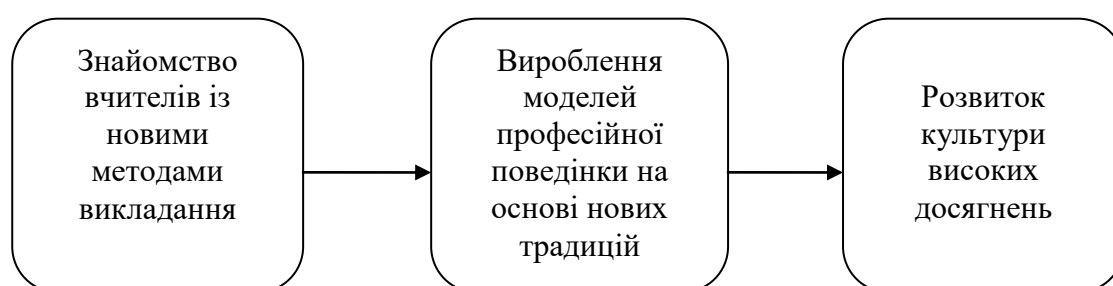 Знайомство
вчителів із
новими
методами
викладання
Вироблення
моделей
професійної
поведінки на
основі нових
традицій
Розвиток
культури
високих
досягнень